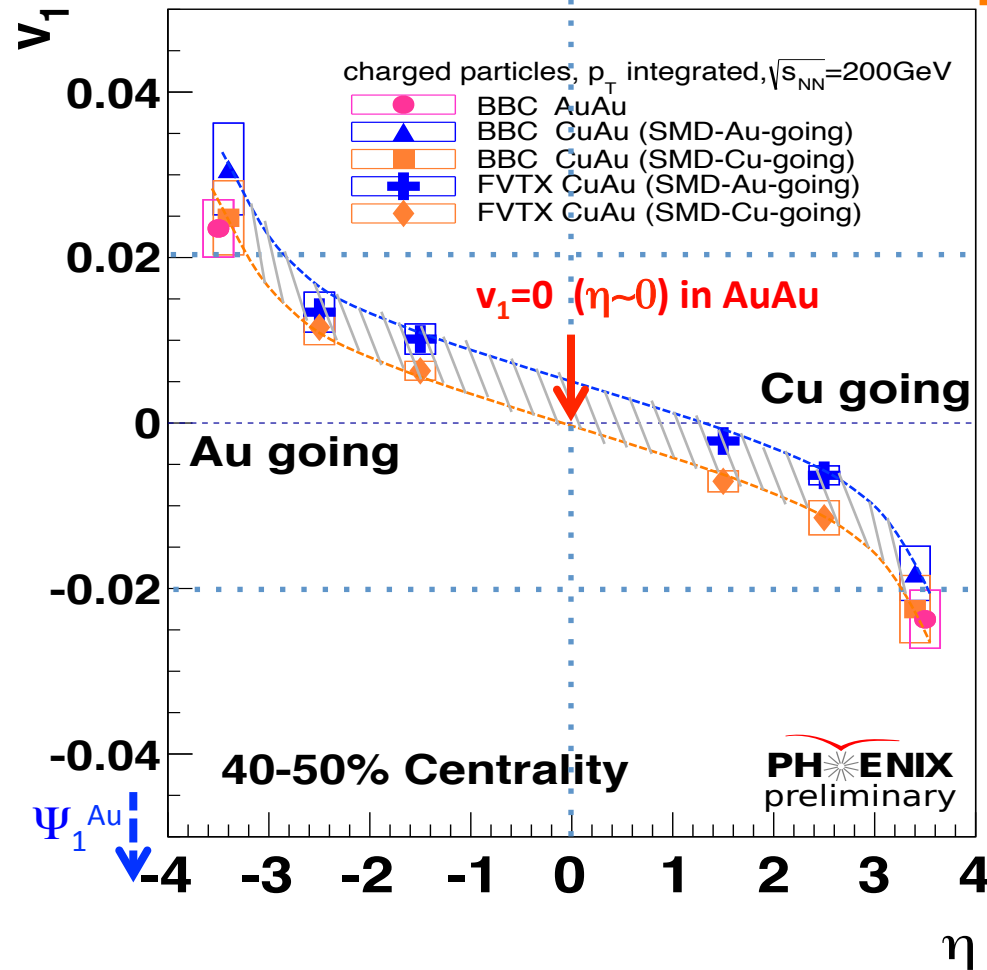 v1
charged particles, pT integrated,√sNN=200GeV
BBC AuAu
BBC CuAu (SMD-Au-going)
BBC CuAu (SMD-Cu-going)
FVTX CuAu (SMD-Au-going)
FVTX CuAu (SMD-Cu-going)
0.04
0.02
v1=0 (η~0) in AuAu
Cu going
0
Au going
-0.02
-0.04
40-50% Centrality
PHENIX
preliminary
Ψ1Au
-4 -3 -2 -1 0 1 2 3 4
η